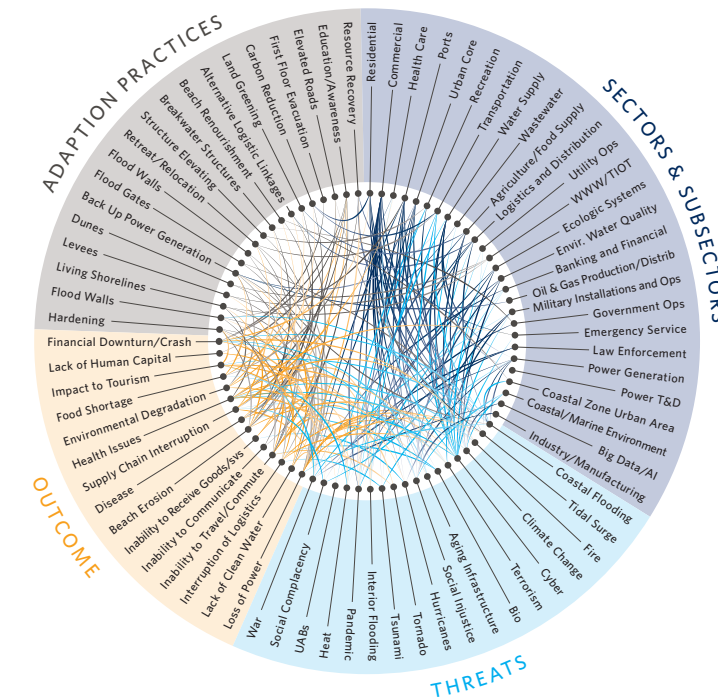 ADAPTION PRACTICES
Resource Recovery
Education/Awareness
Elevated Roads
First Floor Evacuation
Carbon Reduction
Land Greening
Alternative Logistic Linkages
Beach Renourishment
Breakwater Structures
Structure Elevating
Retreat/Relocation
Flood Walls
Flood Gates
Back Up Power Generation
Dunes
Levees
Living Shorelines
Flood Walls
Hardening
SECTORS & SUBSECTORS
Residential
Commercial
Health Care
Ports
Urban Core
Recreation
Transportation
Water Supply
Wastewater
Agriculture/Food Supply
Logistics and Distribution
Utility Ops
WWW/TIOT
Ecologic Systems
Envir. Water Quality
Banking and Financial
Oil & Gas Production/Distrib
Military Installations and Ops
Government Ops
Emergency Service
Law Enforcement
Power Generation
Power T&D
Coastal Zone Urban Area
Coastal/Marine Environment
Big Data/AI
Industry/Manufacturing
THREATS
Coastal Flooding
Tidal Surge
Fire
Climate Change
Cyber
Terrorism
Bio
Aging Infrastructure
Social Injustice
Hurricanes
Tornado
Tsunami
Interior Flooding
Pandemic
Heat
UABs
Social Complacency
War
OUTCOME
Financial Downturn/Crash
Lack of Human Capital
Impact to Tourism
Food Shortage
Environmental Degradation
Health Issues
Supply Chain Interruption
Disease
Beach Erosion
Inability to Receive Goods/svs
Inability to Communicate
Inability to Travel/Commute
Interruption of Logistics
Lack of Clean Water
Loss of Power